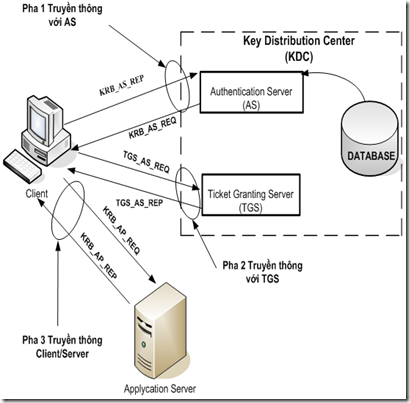 Pha 1 Truyền thông
với AS
Key Distribution Center
(KDC)
KRB_AS_REP
Authentication Server
(AS)
KRB_AS_REQ
DATABASE
TGS_AS_REQ
Client
TGS_AS_REP
Ticket Granting Server
(TGS)
KRB_AP_REQ
KRB_AP_REP
Pha 2 Truyền thông
với TGS
Pha 3 Truyền thông
Client/Server
Applycation Server